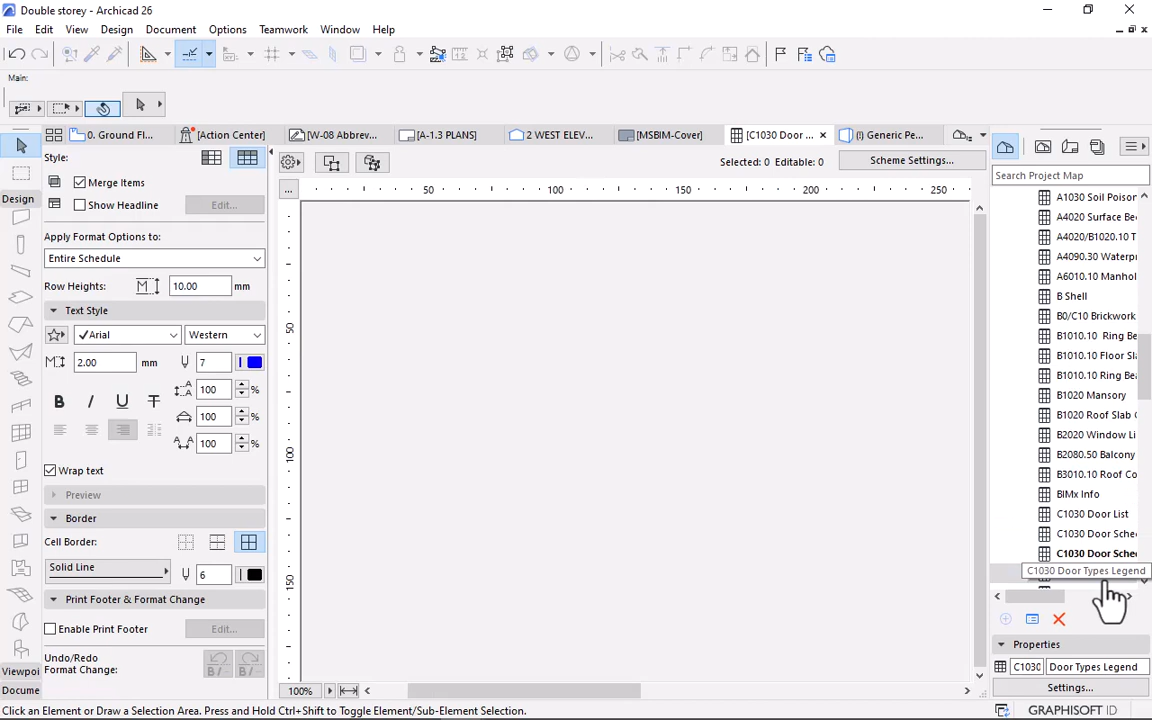 Double storey - Archicad 26
File Edit View Design Document Options Teamwork Window Help
Main:
0. Ground Fl...
[Action Center]
[W-08 Abbrev...
[A-1.3 PLANS]
2 WEST ELEV...
[MSBIM-Cover]
[C1030 Door ...
(I) Generic Pe...
Style:
Selected: 0 Editable: 0
Scheme Settings...
Merge Items
Show Headline
Edit...
Apply Format Options to:
Entire Schedule
Row Heights:
10.00
mm
Text Style
Arial
Western
2.00
mm
7
100
%
B
I
U
T
100
%
100
%
Wrap text
Preview
Border
Cell Border:
Solid Line
6
Print Footer & Format Change
Enable Print Footer
Edit...
Undo/Redo
Format Change:
Design
Viewpoi
Docume
50
100
150
200
250
50
100
150
100%
Search Project Map
A1030 Soil Poison
A4020 Surface Be
A4020/B1020.10 T
A4090.30 Waterp
A6010.10 Manhol
B Shell
B0/C10 Brickwork
B1010.10 Ring Be
B1010.10 Floor Sla
B1010.10 Ring Bea
B1020 Mansory
B1020 Roof Slab
B2020 Window Li
B2080.50 Balcony
B3010.10 Roof Co
BIMx Info
C1030 Door List
C1030 Door Sche
C1030 Door Sche
C1030 Door Types Legend
Properties
C1030
Door Types Legend
Settings...
Click an Element or Draw a Selection Area. Press and Hold Ctrl+Shift to Toggle Element/Sub-Element Selection.
GRAPHISOFT ID